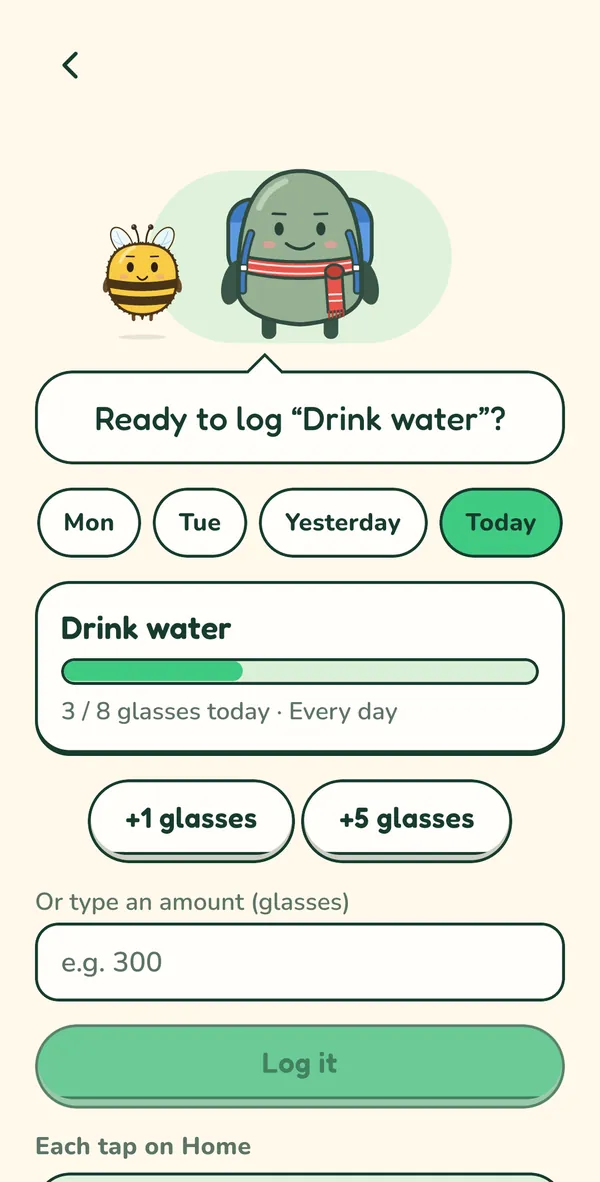 Ready to log “Drink water”?
Mon
Tue
Yesterday
Today
Drink water
3 / 8 glasses today · Every day
+1 glasses
+5 glasses
Or type an amount (glasses)
e.g. 300
Log it
Each tap on Home